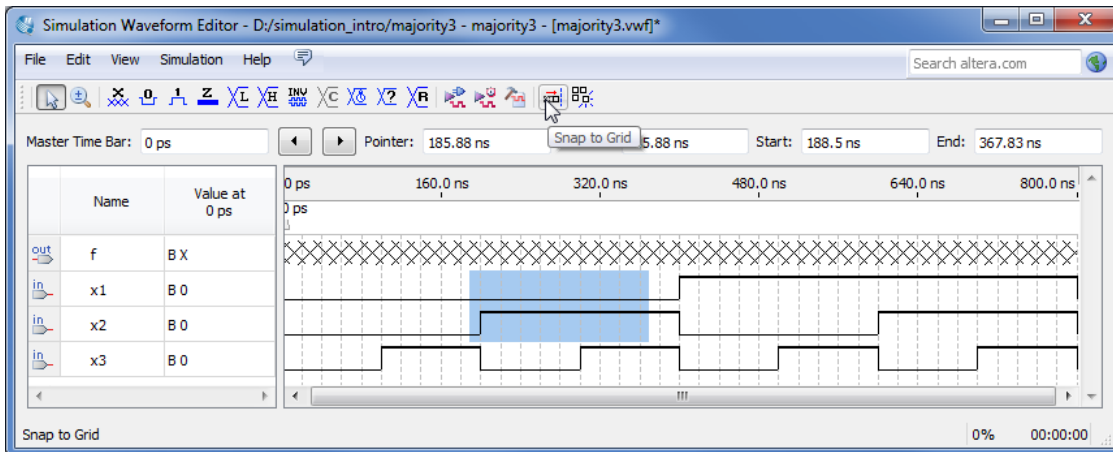 Simulation Waveform Editor - D:/simulation_intro/majority3 - majority3 - [majority3.vwf]*
File Edit View Simulation Help Search altera.com
Master Time Bar: 0 ps Pointer: 185.88 ns 5.88 ns Start: 188.5 ns End: 367.83 ns
Snap to Grid
Name Value at 0 ps
0 ps 160.0 ns 320.0 ns 480.0 ns 640.0 ns 800.0 ns
0 ps
out f B X
in x1 B 0
in x2 B 0
in x3 B 0
Snap to Grid 0% 00:00:00